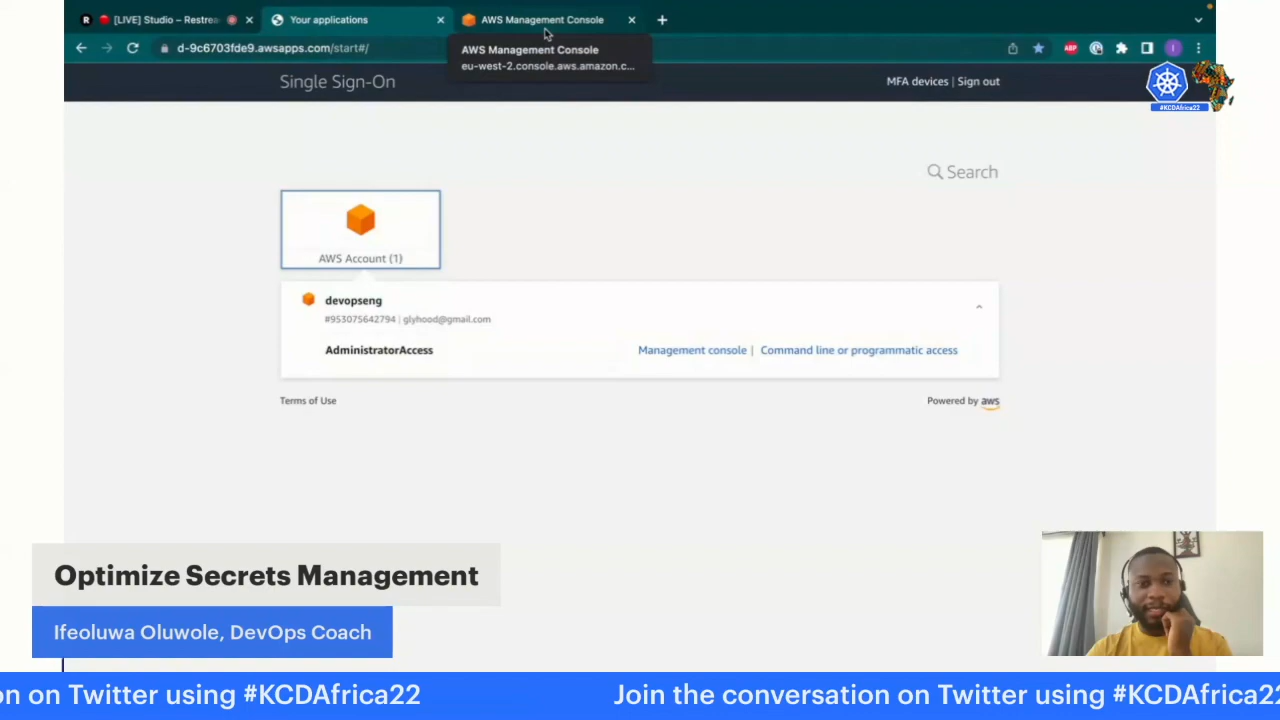 R
[LIVE] Studio – Restrea
Your applications
AWS Management Console
d-9c6703fde9.awsapps.com/start#/
ABP
I
AWS Management Console
eu-west-2.console.aws.amazon.c...
Single Sign-On
MFA devices | Sign out
#KCDAfrica22
Search
AWS Account (1)
devopseng
#953075642794 | glyhood@gmail.com
AdministratorAccess
Management console | Command line or programmatic access
Terms of Use
Powered by aws
Optimize Secrets Management
Ifeoluwa Oluwole, DevOps Coach
on on Twitter using #KCDAfrica22
Join the conversation on Twitter using #KCDAfrica22